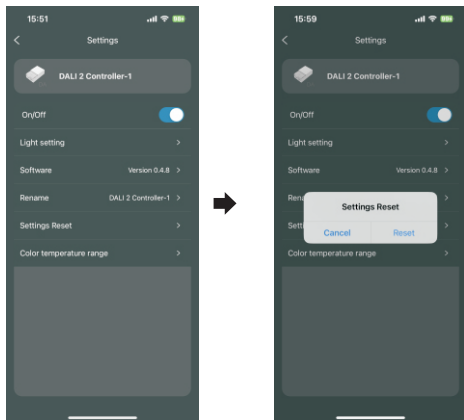 15:51
Settings
DALI 2 Controller-1
On/Off
Light setting
Software Version 0.4.8
Rename DALI 2 Controller-1
Settings Reset
Color temperature range
15:59
Settings
DALI 2 Controller-1
On/Off
Light setting
Software Version 0.4.8
Rena
Settings Reset
Setti
Cancel Reset
Color temperature range